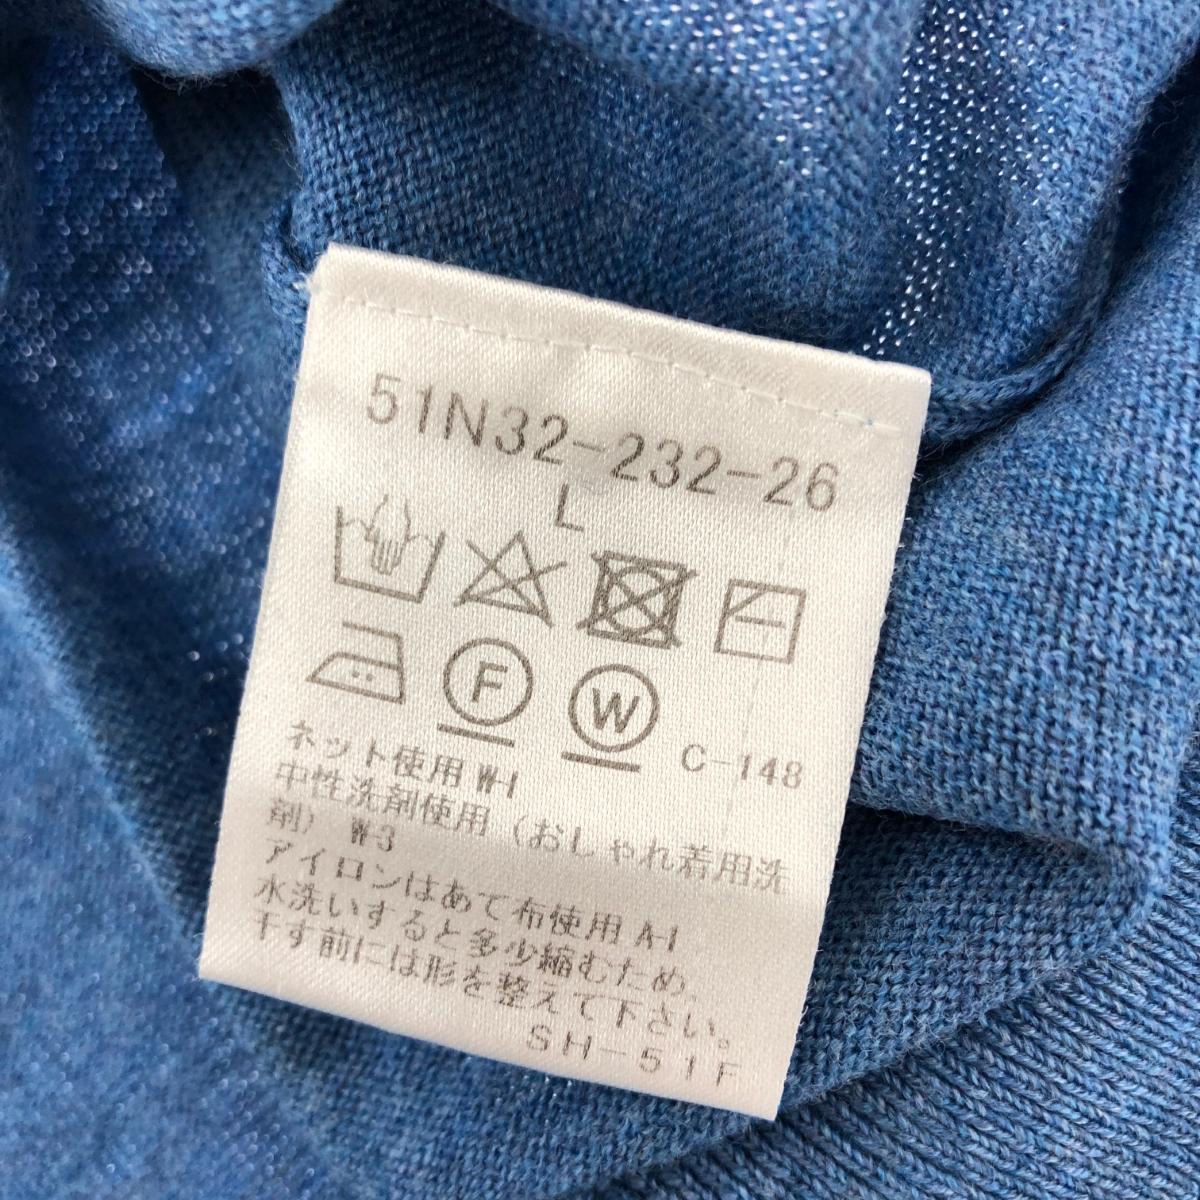 51N32-232-26
L
F W C-148
ネット使用 W-1
中性洗剤使用(おしゃれ着用洗
剤) W-3
アイロンはあて布使用 A-1
水洗いすると多少縮むため、
干す前には形を整えて下さい。
SH-51F